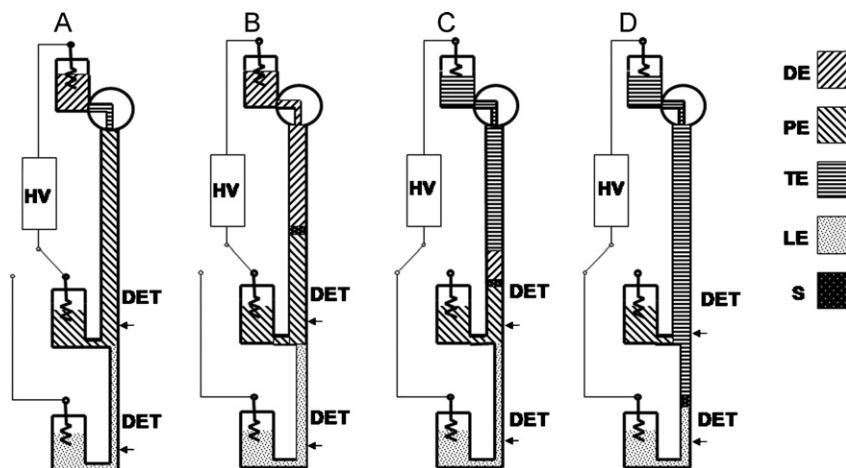 A B C D
HV HV HV HV
DET DET DET DET
DET DET DET DET
DE
PE
TE
LE
S